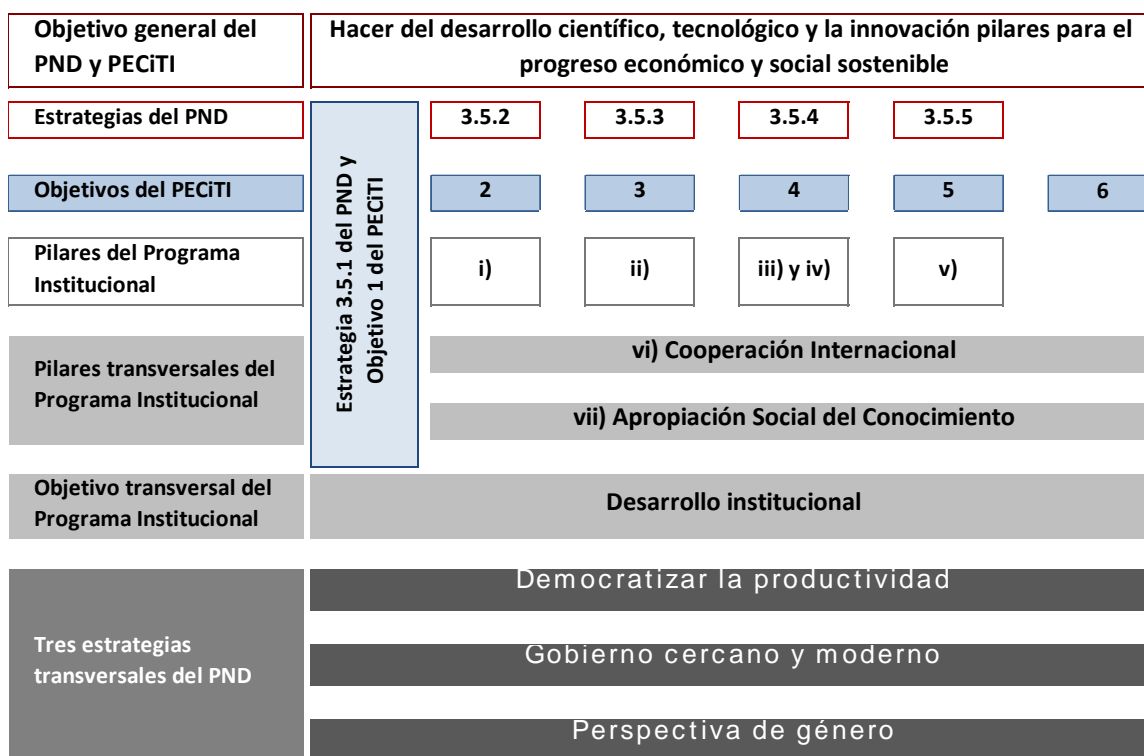 Objetivo general del
PND y PECiTI
Hacer del desarrollo científico, tecnológico y la innovación pilares para el
progreso económico y social sostenible
Estrategias del PND
3.5.2
3.5.3
3.5.4
3.5.5
Estrategia 3.5.1 del PND y
Objetivo 1 del PECiTI
Objetivos del PECiTI
2
3
4
5
6
Pilares del Programa
Institucional
i)
ii)
iii) y iv)
v)
Pilares transversales del
Programa Institucional
vi) Cooperación Internacional
vii) Apropiación Social del Conocimiento
Objetivo transversal del
Programa Institucional
Desarrollo institucional
Tres estrategias
transversales del PND
Democratizar la productividad
Gobierno cercano y moderno
Perspectiva de género